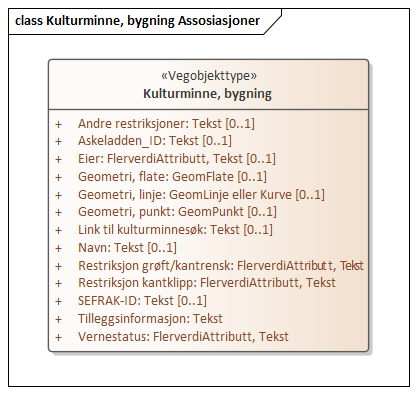 class Kulturminne, bygning Assosiasjoner
«Vegobjekttype»
Kulturminne, bygning
+ Andre restriksjoner: Tekst [0..1]
+ Askeladden_ID: Tekst [0..1]
+ Eier: FlerverdiAttributt, Tekst [0..1]
+ Geometri, flate: GeomFlate [0..1]
+ Geometri, linje: GeomLinje eller Kurve [0..1]
+ Geometri, punkt: GeomPunkt [0..1]
+ Link til kulturminnesøk: Tekst [0..1]
+ Navn: Tekst [0..1]
+ Restriksjon grøft/kantrensk: FlerverdiAttributt, Tekst
+ Restriksjon kantklipp: FlerverdiAttributt, Tekst
+ SEFRAK-ID: Tekst [0..1]
+ Tilleggsinformasjon: Tekst
+ Vernestatus: FlerverdiAttributt, Tekst